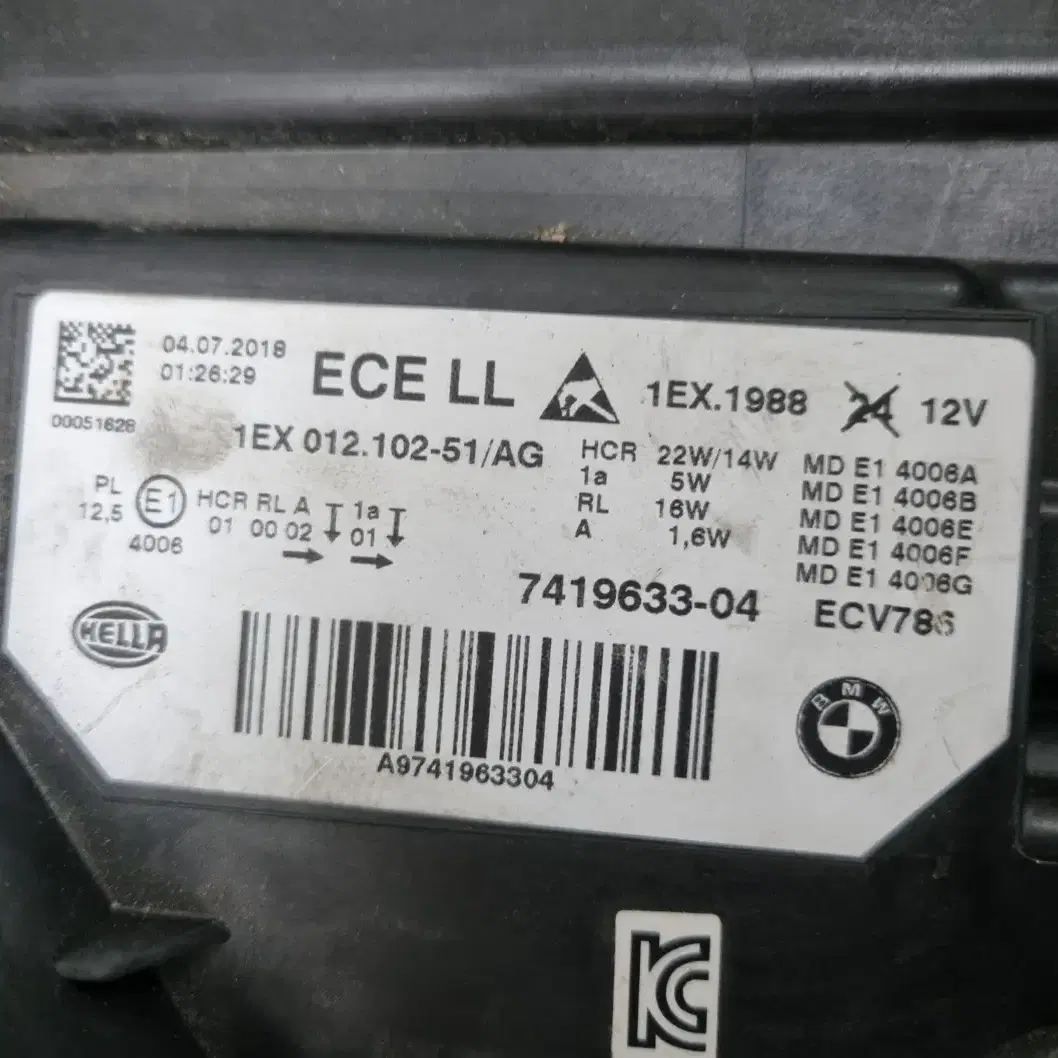 04.07.2018
01:26:29
00051628
ECE LL
1EX.1988
24 12V
1EX 012.102-51/AG
HCR 22W/14W
1a 5W
RL 16W
A 1,6W
MD E1 4006A
MD E1 4006B
MD E1 4006E
MD E1 4006F
MD E1 4006G
PL
12,5
E1
4006
HCR RL A 1a
01 00 02 01
7419633-04
ECV786
HELLA
A9741963304
BMW
KC